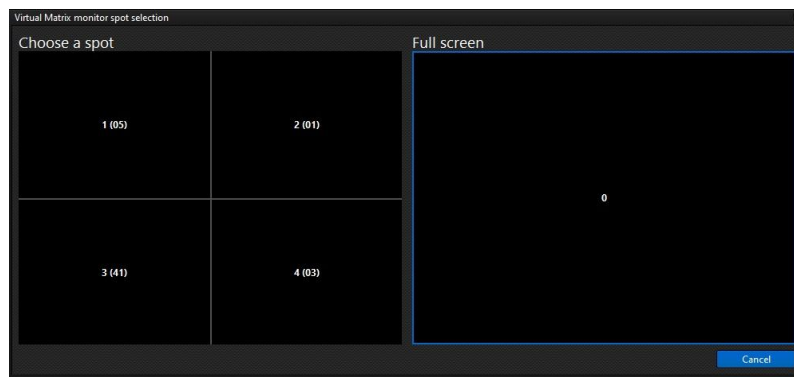 Virtual Matrix monitor spot selection
Choose a spot
Full screen
1 (05)
2 (01)
0
3 (41)
4 (03)
Cancel